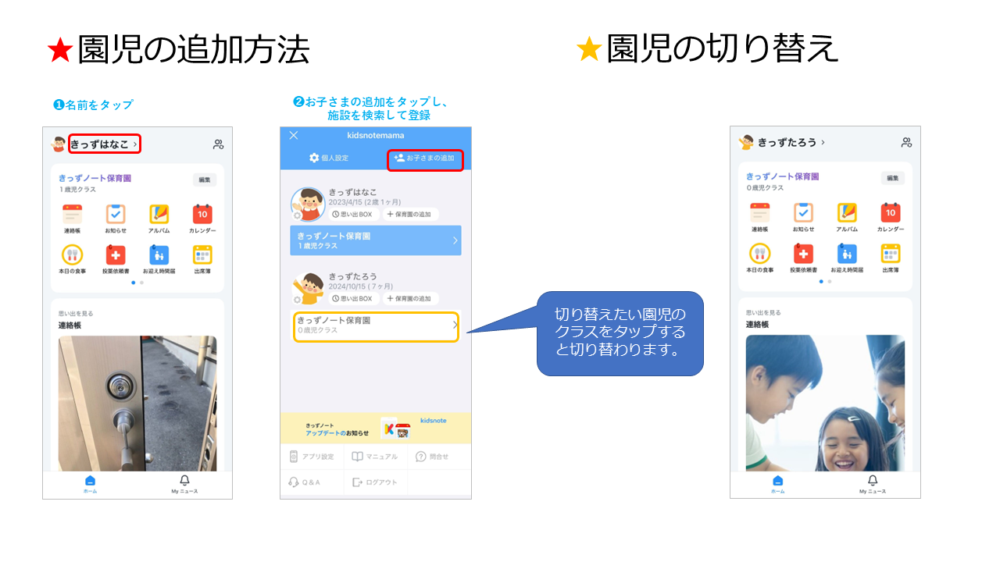 ★園児の追加方法
★園児の切り替え
❶名前をタップ
❷お子さまの追加をタップし、
施設を検索して登録
きっずはなこ ›
きっずノート保育園
編集
1歳児クラス
連絡帳
お知らせ
アルバム
10
カレンダー
本日の食事
投薬依頼書
お迎え時間届
出席簿
思い出を見る
連絡帳
ホーム
My ニュース
kidsnotemama
個人設定
お子さまの追加
きっずはなこ
2023/4/15 (2歳 1ヶ月)
思い出 BOX
+ 保育園の追加
きっずノート保育園
1歳児クラス
きっずたろう
2024/10/15 ( 7ヶ月)
思い出 BOX
+ 保育園の追加
きっずノート保育園
0歳児クラス
きっずノート
アップデートのお知らせ
kidsnote
アプリ設定
マニュアル
問合せ
Q & A
ログアウト
切り替えたい園児の
クラスをタップする
と切り替わります。
きっずたろう ›
きっずノート保育園
編集
0歳児クラス
連絡帳
お知らせ
アルバム
10
カレンダー
本日の食事
投薬依頼書
お迎え時間届
出席簿
思い出を見る
連絡帳
ホーム
My ニュース